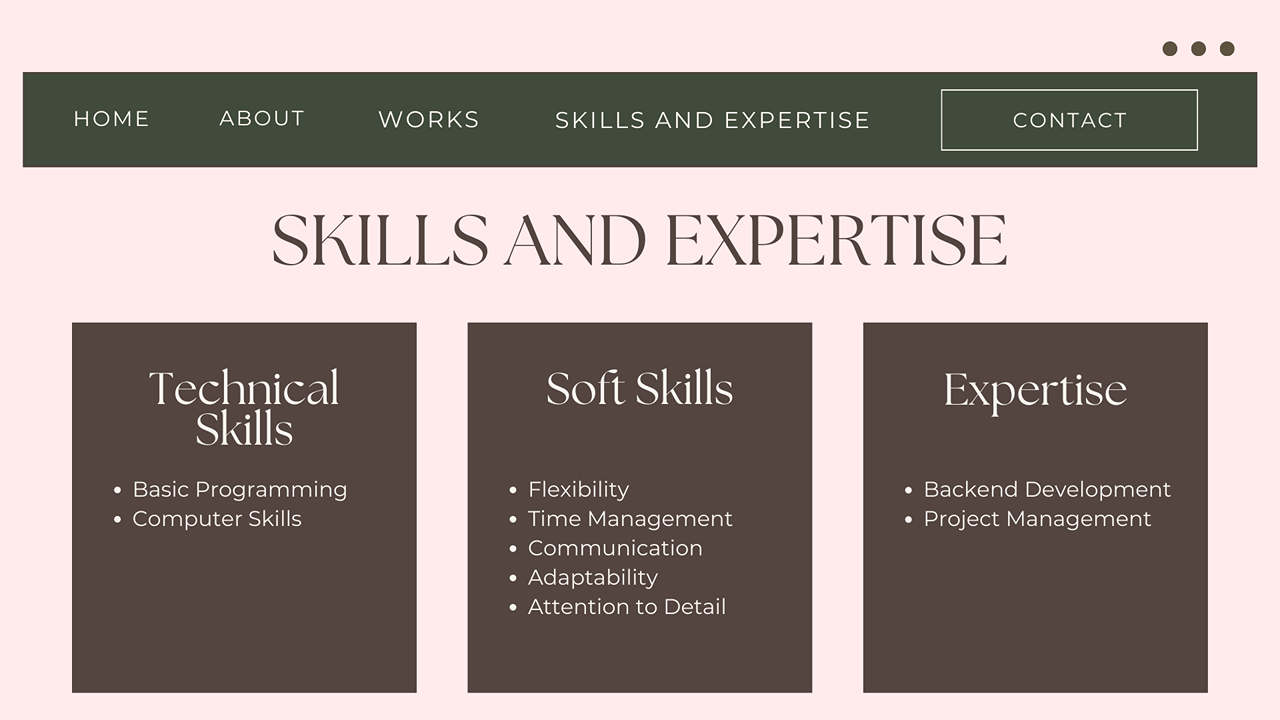 HOME ABOUT WORKS SKILLS AND EXPERTISE CONTACT
SKILLS AND EXPERTISE
Technical
Skills
• Basic Programming
• Computer Skills
Soft Skills
• Flexibility
• Time Management
• Communication
• Adaptability
• Attention to Detail
Expertise
• Backend Development
• Project Management